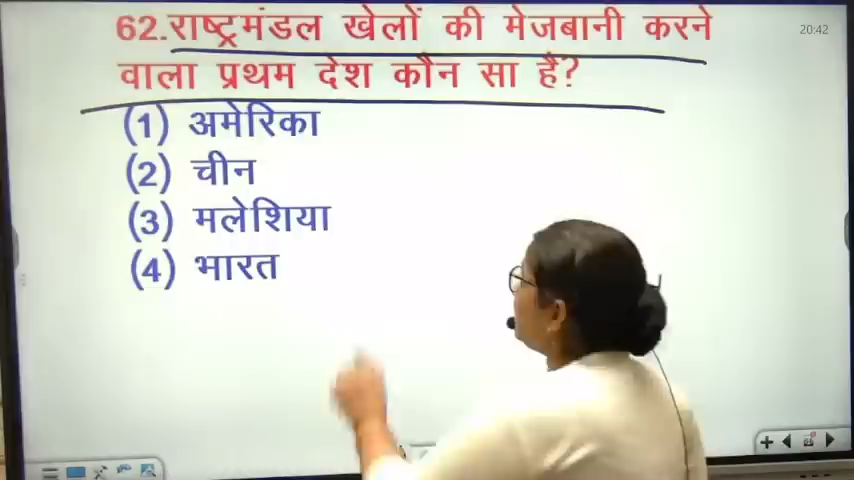 62.राष्ट्रमंडल खेलों की मेजबानी करने
वाला प्रथम देश कौन सा है?
(1) अमेरिका
(2) चीन
(3) मलेशिया
(4) भारत
20:42